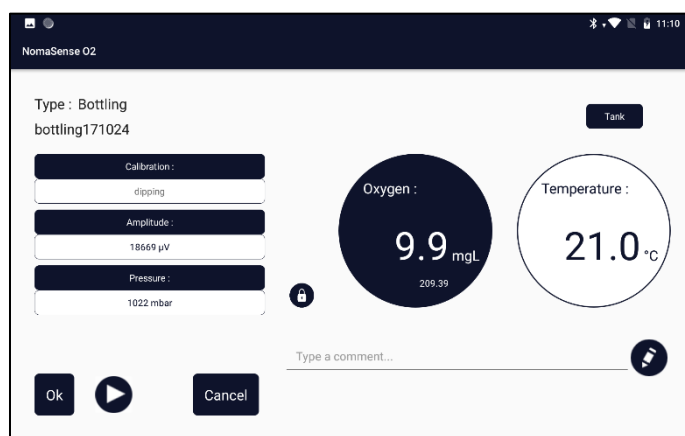 11:10
NomaSense O2
Type : Bottling
bottling171024
Tank
Calibration :
dipping
Amplitude :
18669 µV
Pressure :
1022 mbar
Oxygen :
9.9 mgL
209.39
Temperature :
21.0 °C
Type a comment...
Ok
Cancel